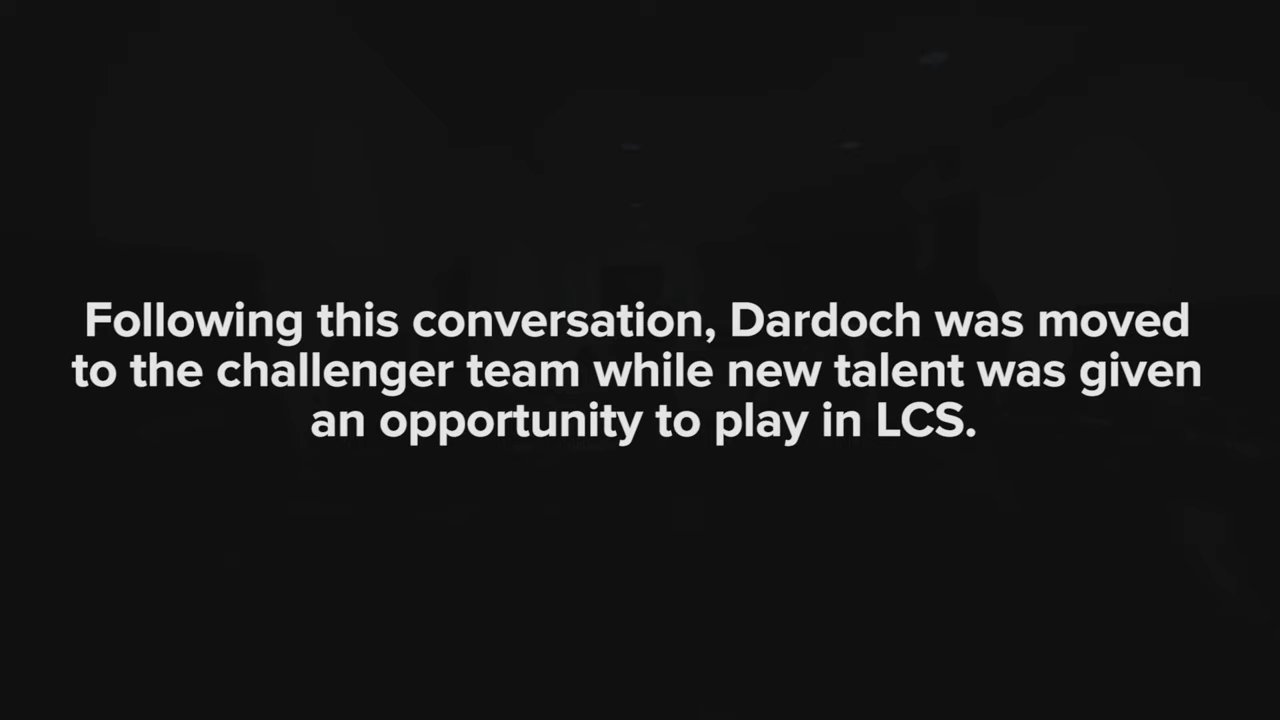 Following this conversation, Dardoch was moved
to the challenger team while new talent was given
an opportunity to play in LCS.